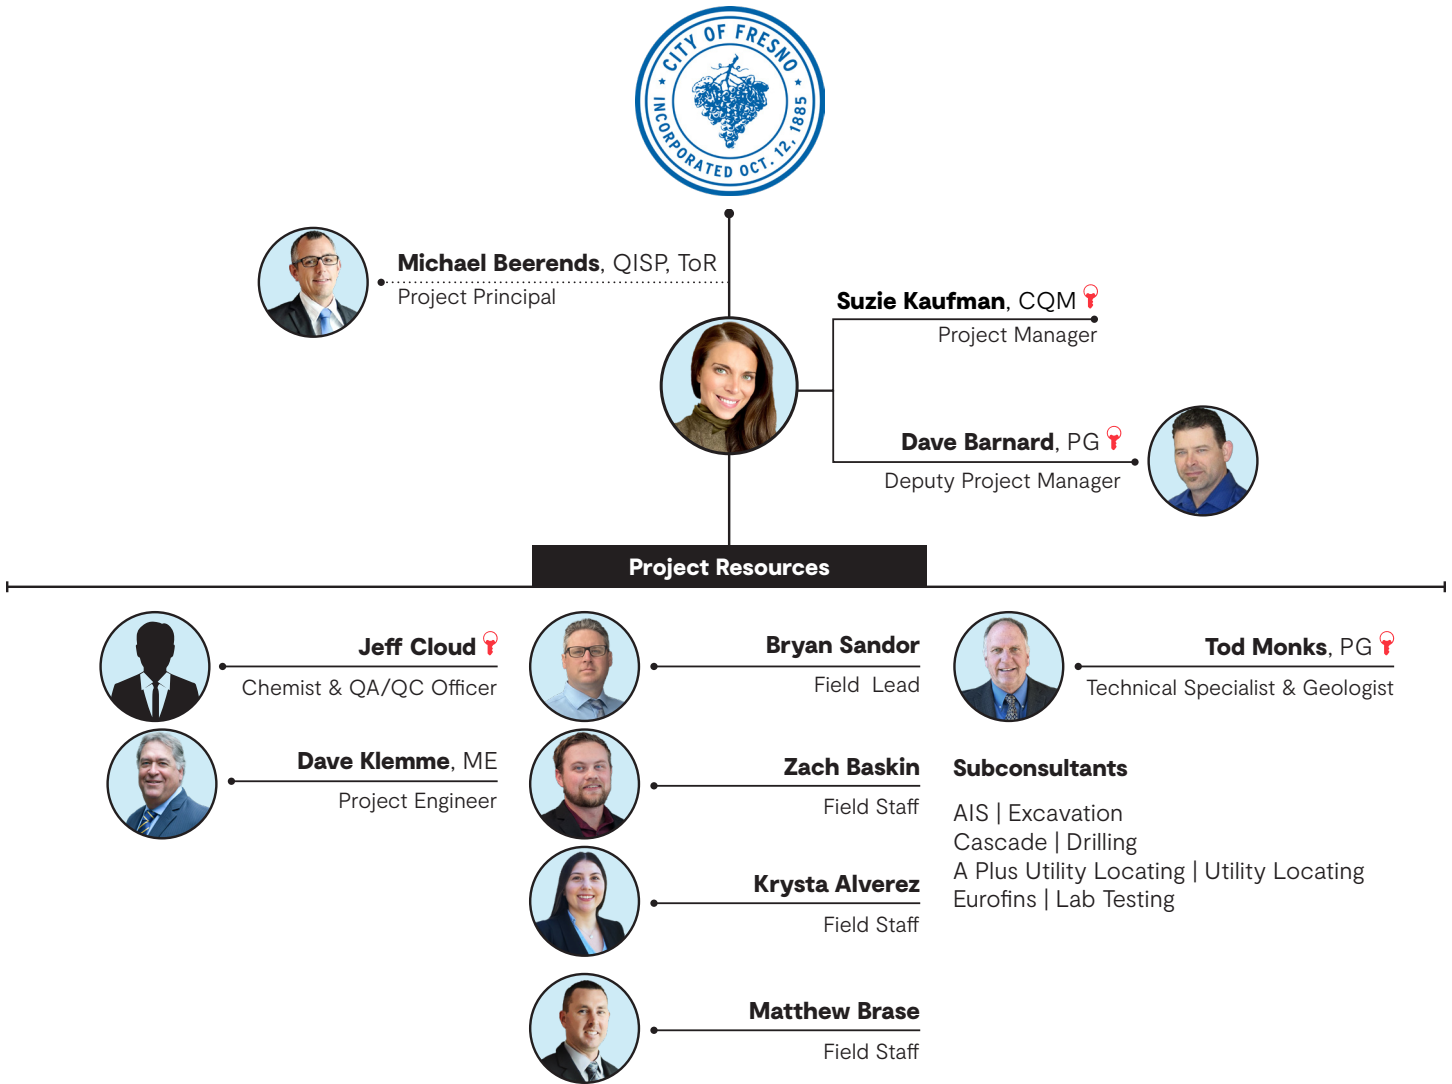 CITY OF FRESNO
INCORPORATED OCT. 12, 1885
Michael Beerends, QISP, ToR
Project Principal
Suzie Kaufman, CQM
Project Manager
Dave Barnard, PG
Deputy Project Manager
Project Resources
Jeff Cloud
Chemist & QA/QC Officer
Dave Klemme, ME
Project Engineer
Bryan Sandor
Field Lead
Zach Baskin
Field Staff
Krysta Alverez
Field Staff
Matthew Brase
Field Staff
Tod Monks, PG
Technical Specialist & Geologist
Subconsultants
AIS | Excavation
Cascade | Drilling
A Plus Utility Locating | Utility Locating
Eurofins | Lab Testing